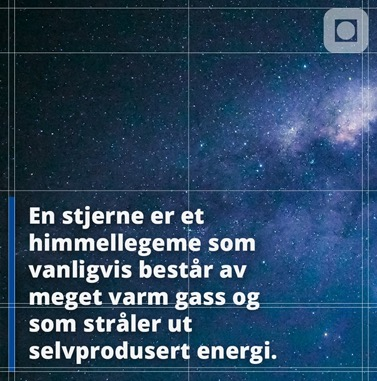 En stjerne er et
himmellegeme som
vanligvis består av
meget varm gass og
som stråler ut
selvprodusert energi.